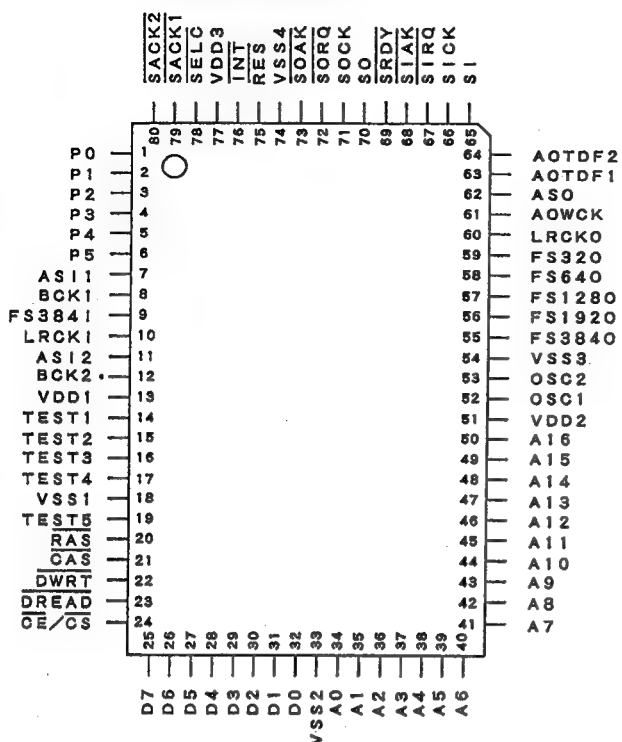 SACK2 SACK1 SELC VDD3 INT RES VSS4 SOAK SORQ SOCK SO SRDY SIAK SIRQ SICK SI
80 79 78 77 76 75 74 73 72 71 70 69 68 67 66 65
P0 1 64 AOTDF2
P1 2 63 AOTDF1
P2 3 62 ASO
P3 4 61 AOWCK
P4 5 60 LRCKO
P5 6 59 FS32O
ASI1 7 58 FS64O
BCK1 8 57 FS128O
FS384I 9 56 FS192O
LRCK1 10 55 FS384O
ASI2 11 54 VSS3
BCK2 12 53 OSC2
VDD1 13 52 OSC1
TEST1 14 51 VDD2
TEST2 15 50 A16
TEST3 16 49 A15
TEST4 17 48 A14
VSS1 18 47 A13
TEST5 19 46 A12
RAS 20 45 A11
CAS 21 44 A10
DWRT 22 43 A9
DREAD 23 42 A8
CE/CS 24 41 A7
25 26 27 28 29 30 31 32 33 34 35 36 37 38 39 40
D7 D6 D5 D4 D3 D2 D1 D0 VSS2 A0 A1 A2 A3 A4 A5 A6